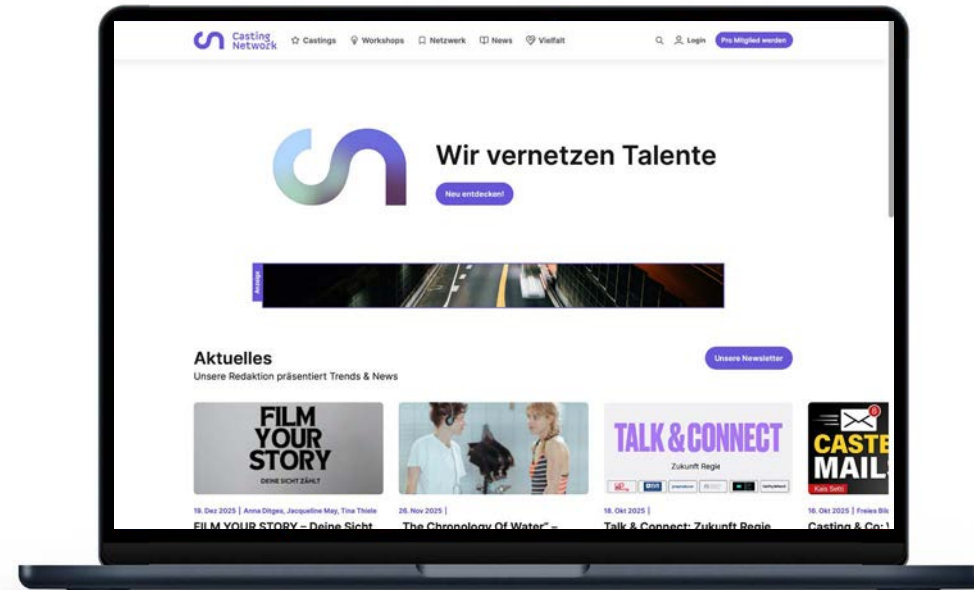 Casting
Network
Castings
Workshops
Netzwerk
News
Vielfalt
Login
Pro Mitglied werden
Wir vernetzen Talente
Neu entdecken!
Anzeige
Aktuelles
Unsere Redaktion präsentiert Trends & News
Unsere Newsletter
FILM
YOUR
STORY
DEINE SICHT ZÄHLT
TALK & CONNECT
Zukunft Regie
6
CASTE
MAIL
Kais Setti
19. Dez 2025 | Anna Ditges, Jacqueline May, Tina Thiele
26. Nov 2025 |
18. Okt 2025 |
16. Okt 2025 | Freies Bild
FILM YOUR STORY – Deine Sicht
„The Chronology Of Water“ –
Talk & Connect: Zukunft Regie
Casting & Co: